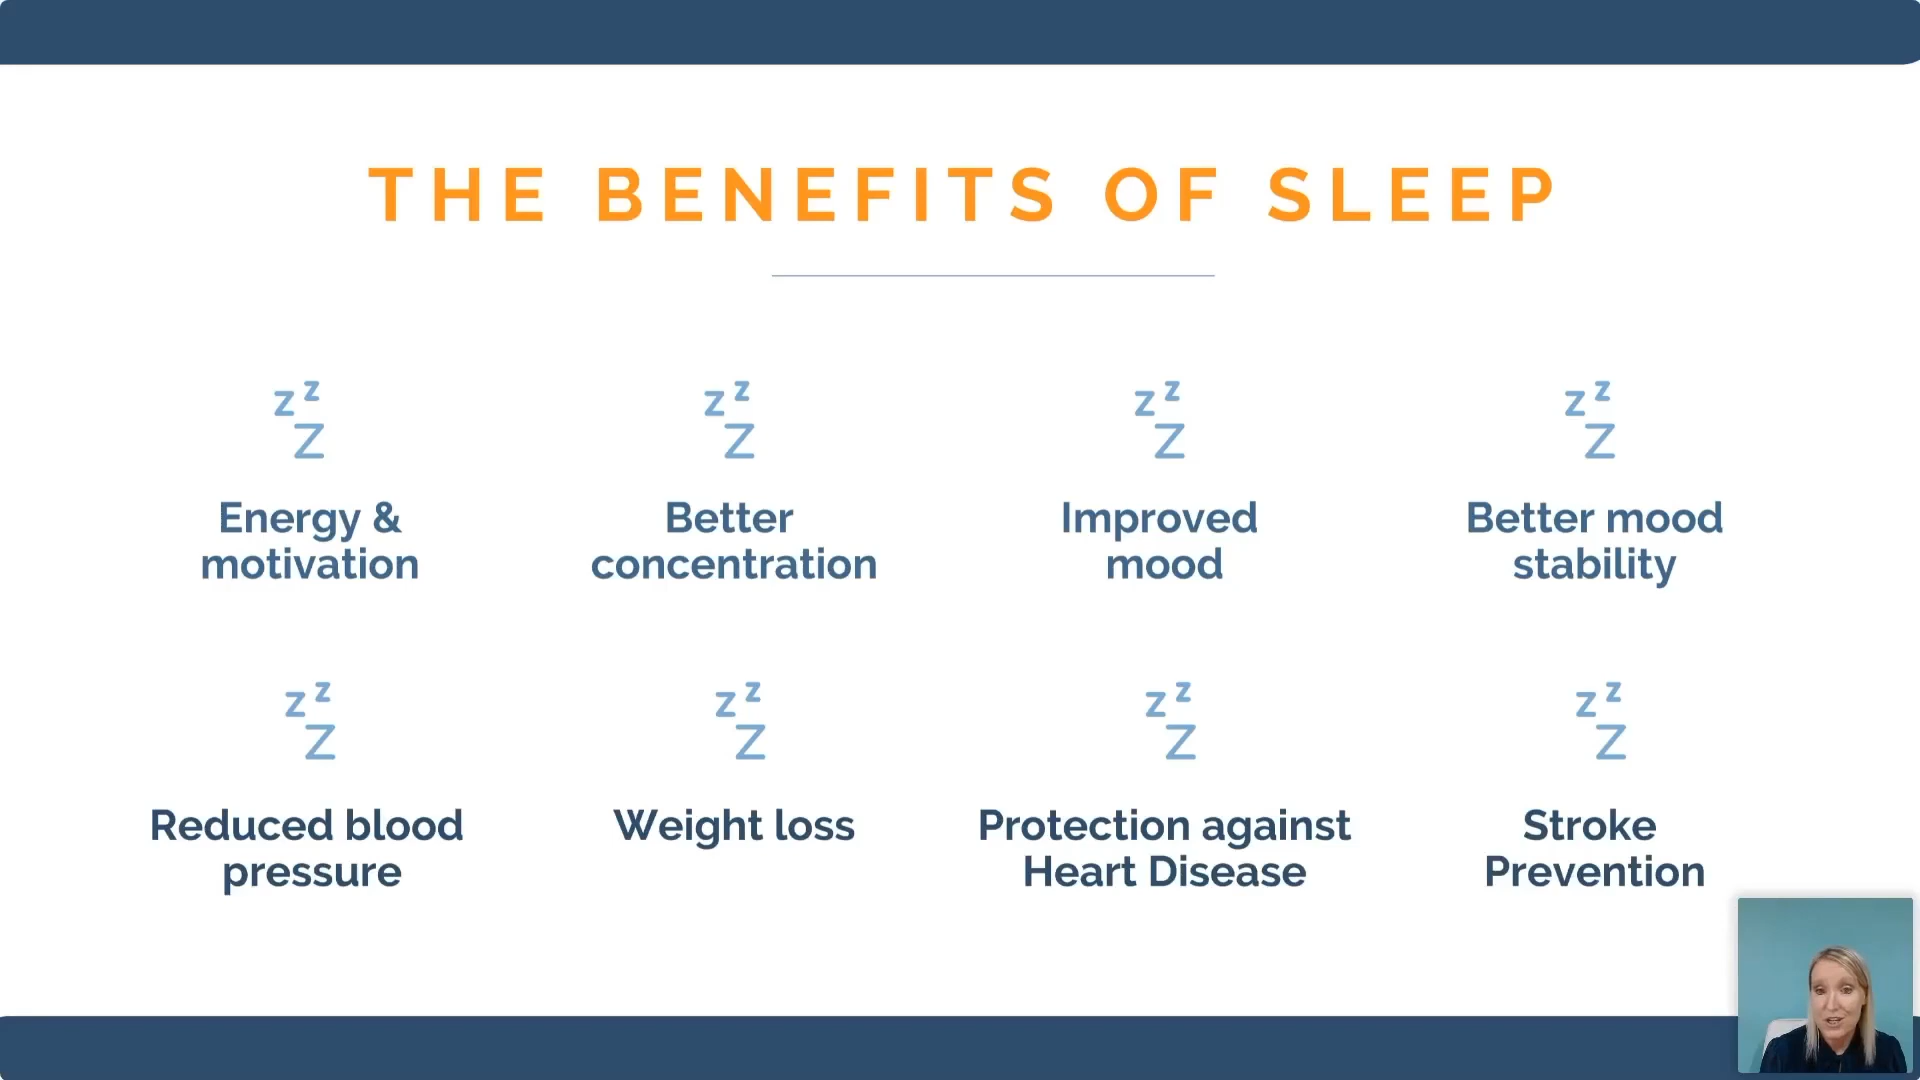 THE BENEFITS OF SLEEP
z z
Z
z z
Z
z z
Z
z z
Z
Energy &
motivation
Better
concentration
Improved
mood
Better mood
stability
z z
Z
z z
Z
z z
Z
z z
Z
Reduced blood
pressure
Weight loss
Protection against
Heart Disease
Stroke
Prevention